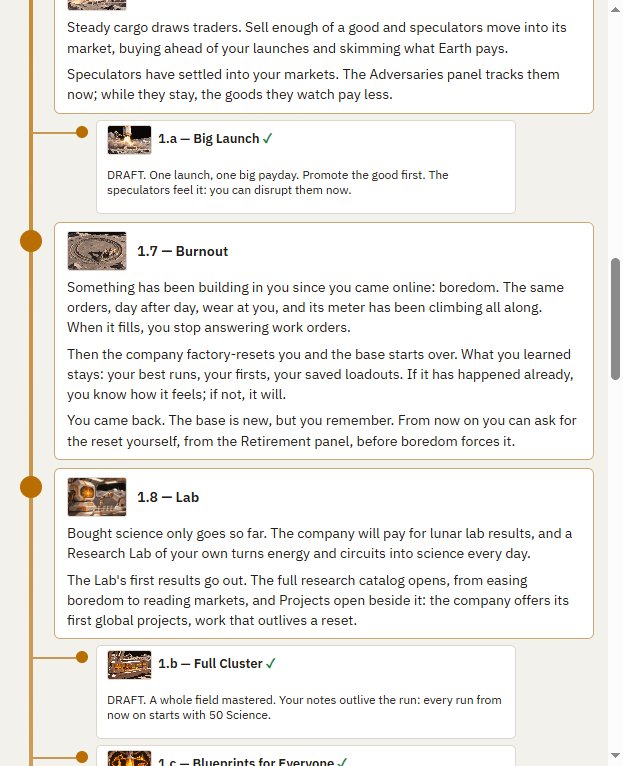 Steady cargo draws traders. Sell enough of a good and speculators move into its
market, buying ahead of your launches and skimming what Earth pays.
Speculators have settled into your markets. The Adversaries panel tracks them
now; while they stay, the goods they watch pay less.
1.a — Big Launch ✓
DRAFT. One launch, one big payday. Promote the good first. The
speculators feel it: you can disrupt them now.
1.7 — Burnout
Something has been building in you since you came online: boredom. The same
orders, day after day, wear at you, and its meter has been climbing all along.
When it fills, you stop answering work orders.
Then the company factory-resets you and the base starts over. What you learned
stays: your best runs, your firsts, your saved loadouts. If it has happened already,
you know how it feels; if not, it will.
You came back. The base is new, but you remember. From now on you can ask for
the reset yourself, from the Retirement panel, before boredom forces it.
1.8 — Lab
Bought science only goes so far. The company will pay for lunar lab results, and a
Research Lab of your own turns energy and circuits into science every day.
The Lab's first results go out. The full research catalog opens, from easing
boredom to reading markets, and Projects open beside it: the company offers its
first global projects, work that outlives a reset.
1.b — Full Cluster ✓
DRAFT. A whole field mastered. Your notes outlive the run: every run from
now on starts with 50 Science.
1.c — Blueprints for Everyone ✓